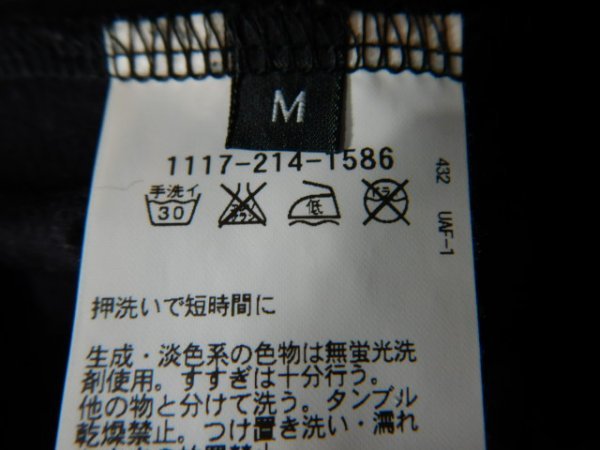 M
1117-214-1586
手洗イ
30
低
ドライ
432 UAF-1
押洗いで短時間に
生成・淡色系の色物は無蛍光洗
剤使用。すすぎは十分行う。
他の物と分けて洗う。タンブル
乾燥禁止。つけ置き洗い・濡れ